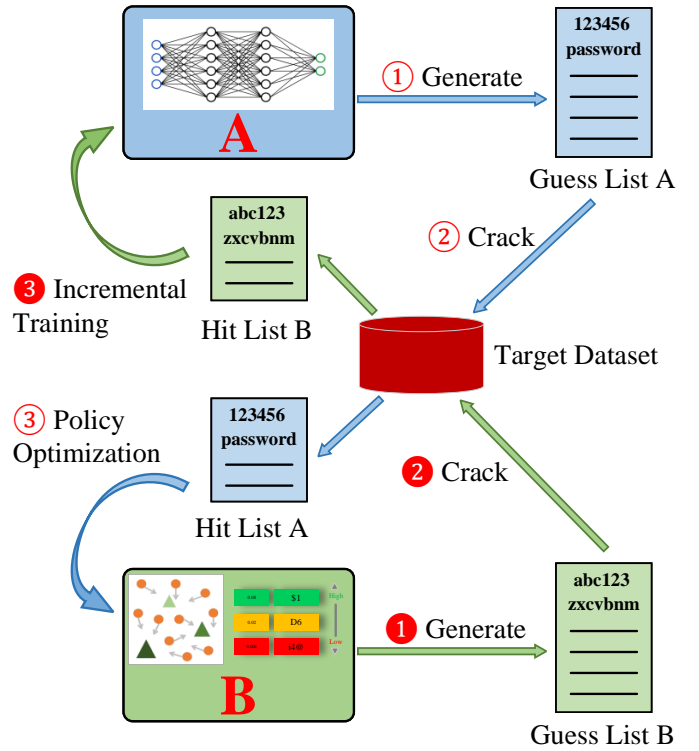 A
① Generate
123456
password
Guess List A
② Crack
abc123
zxcvbnm
Hit List B
❸ Incremental
Training
Target Dataset
③ Policy
Optimization
123456
password
Hit List A
❷ Crack
$1
High
D6
Low
B
❶ Generate
abc123
zxcvbnm
Guess List B